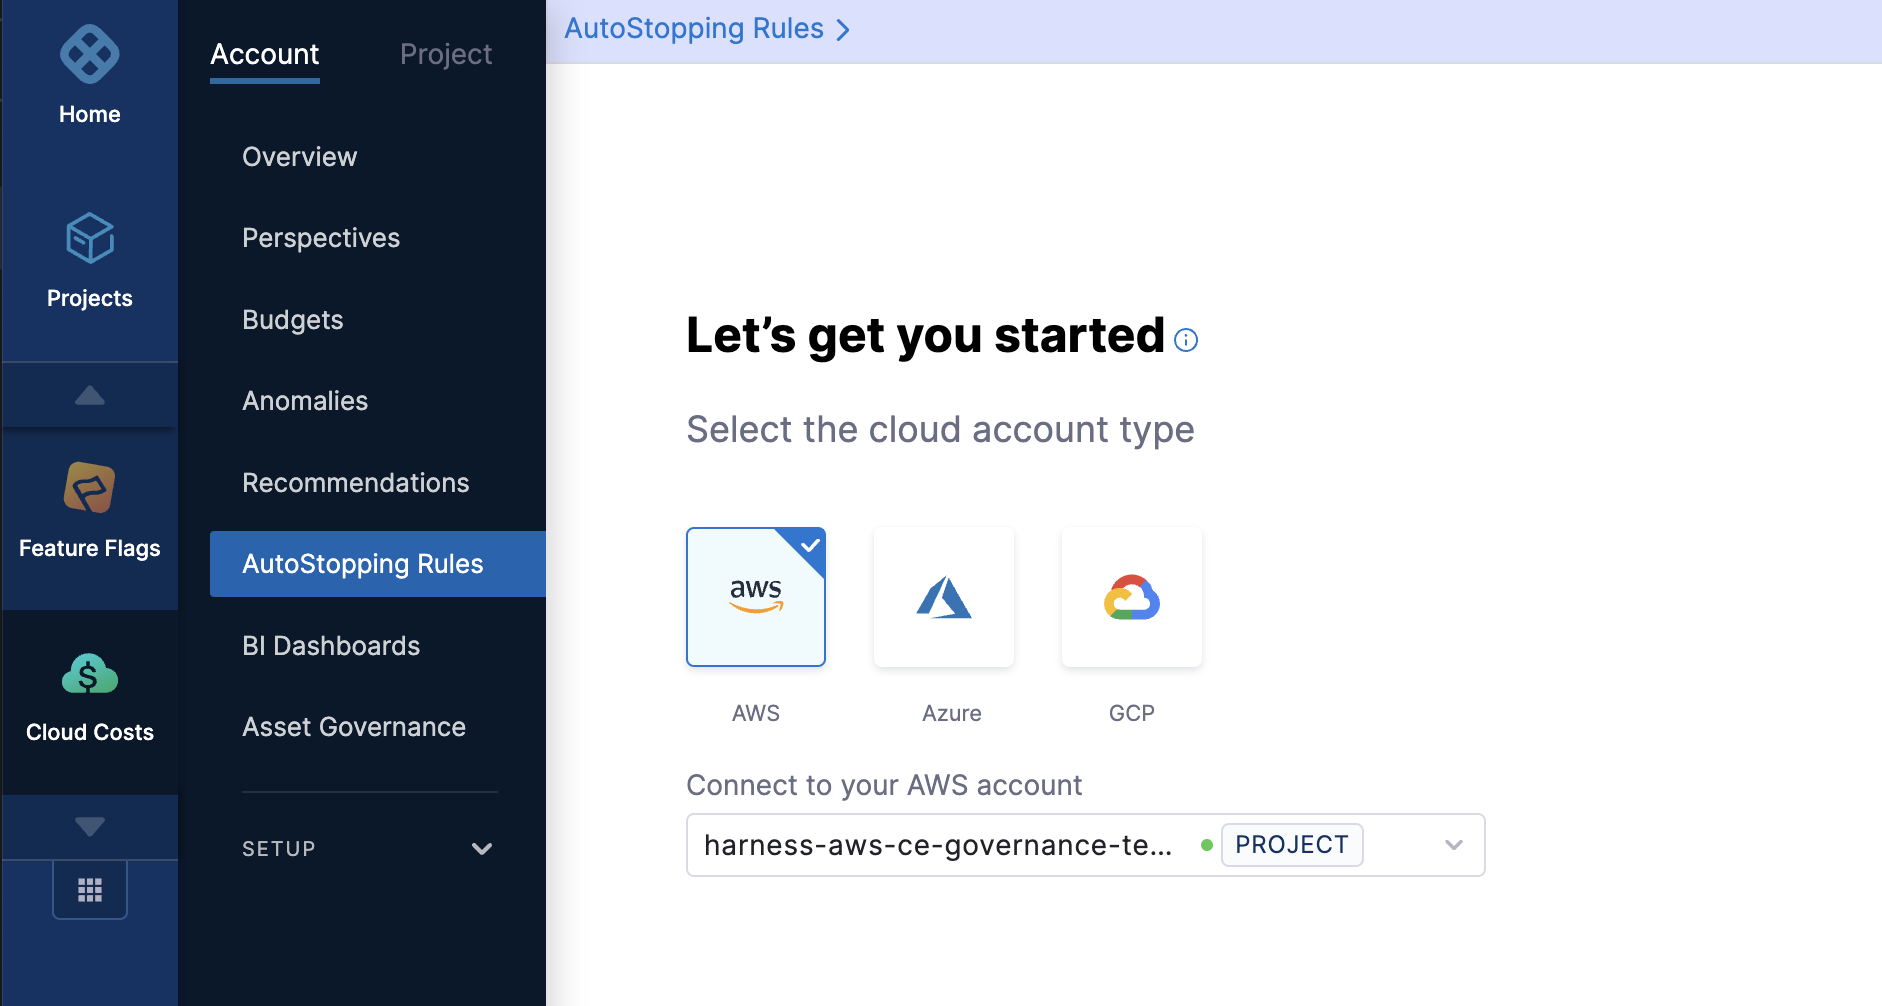 Home
Projects
Feature Flags
Cloud Costs
Account
Project
Overview
Perspectives
Budgets
Anomalies
Recommendations
AutoStopping Rules
BI Dashboards
Asset Governance
SETUP
AutoStopping Rules
Let’s get you started
Select the cloud account type
aws
AWS
Azure
GCP
Connect to your AWS account
harness-aws-ce-governance-te... PROJECT